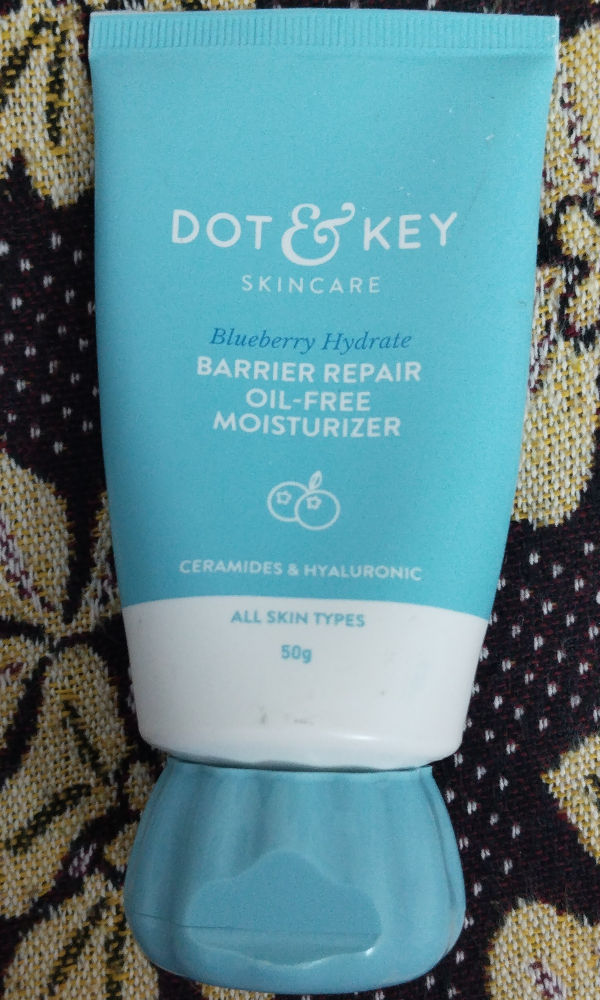 DOT & KEY
SKINCARE
Blueberry Hydrate
BARRIER REPAIR
OIL-FREE
MOISTURIZER
CERAMIDES & HYALURONIC
ALL SKIN TYPES
50g